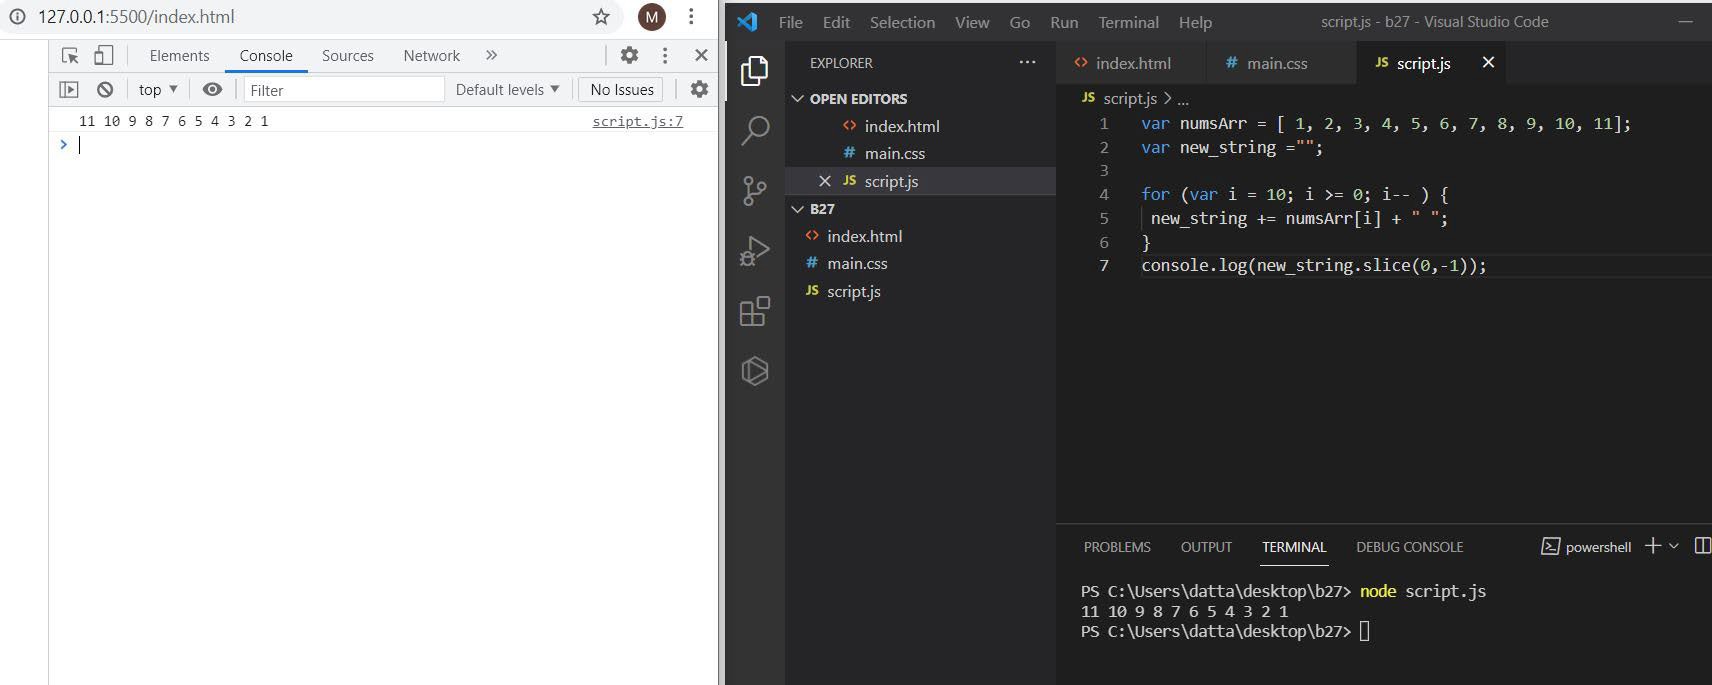 127.0.0.1:5500/index.html
M
Elements Console Sources Network »
top ▼ Filter Default levels ▼ No Issues
11 10 9 8 7 6 5 4 3 2 1 script.js:7
>
File Edit Selection View Go Run Terminal Help script.js - b27 - Visual Studio Code
EXPLORER ...
OPEN EDITORS
<> index.html
# main.css
JS script.js
B27
<> index.html
# main.css
JS script.js
<> index.html # main.css JS script.js
JS script.js > ...
1 var numsArr = [ 1, 2, 3, 4, 5, 6, 7, 8, 9, 10, 11];
2 var new_string ="";
3
4 for (var i = 10; i >= 0; i-- ) {
5 new_string += numsArr[i] + " ";
6 }
7 console.log(new_string.slice(0,-1));
PROBLEMS OUTPUT TERMINAL DEBUG CONSOLE powershell
PS C:\Users\datta\desktop\b27> node script.js
11 10 9 8 7 6 5 4 3 2 1
PS C:\Users\datta\desktop\b27>